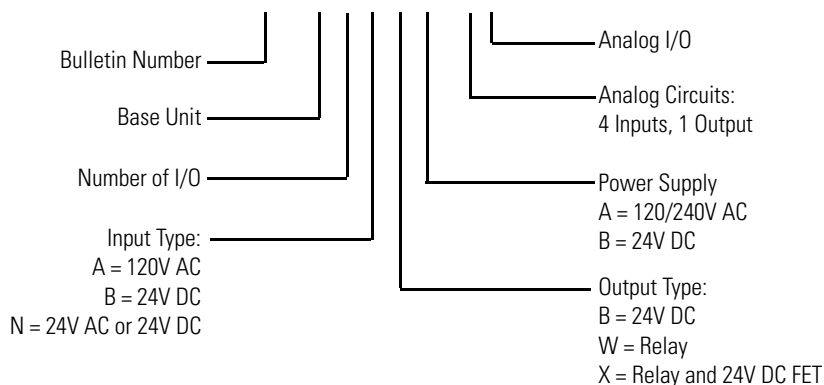 Bulletin Number
Base Unit
Number of I/O
Input Type:
A = 120V AC
B = 24V DC
N = 24V AC or 24V DC
Analog I/O
Analog Circuits:
4 Inputs, 1 Output
Power Supply
A = 120/240V AC
B = 24V DC
Output Type:
B = 24V DC
W = Relay
X = Relay and 24V DC FET